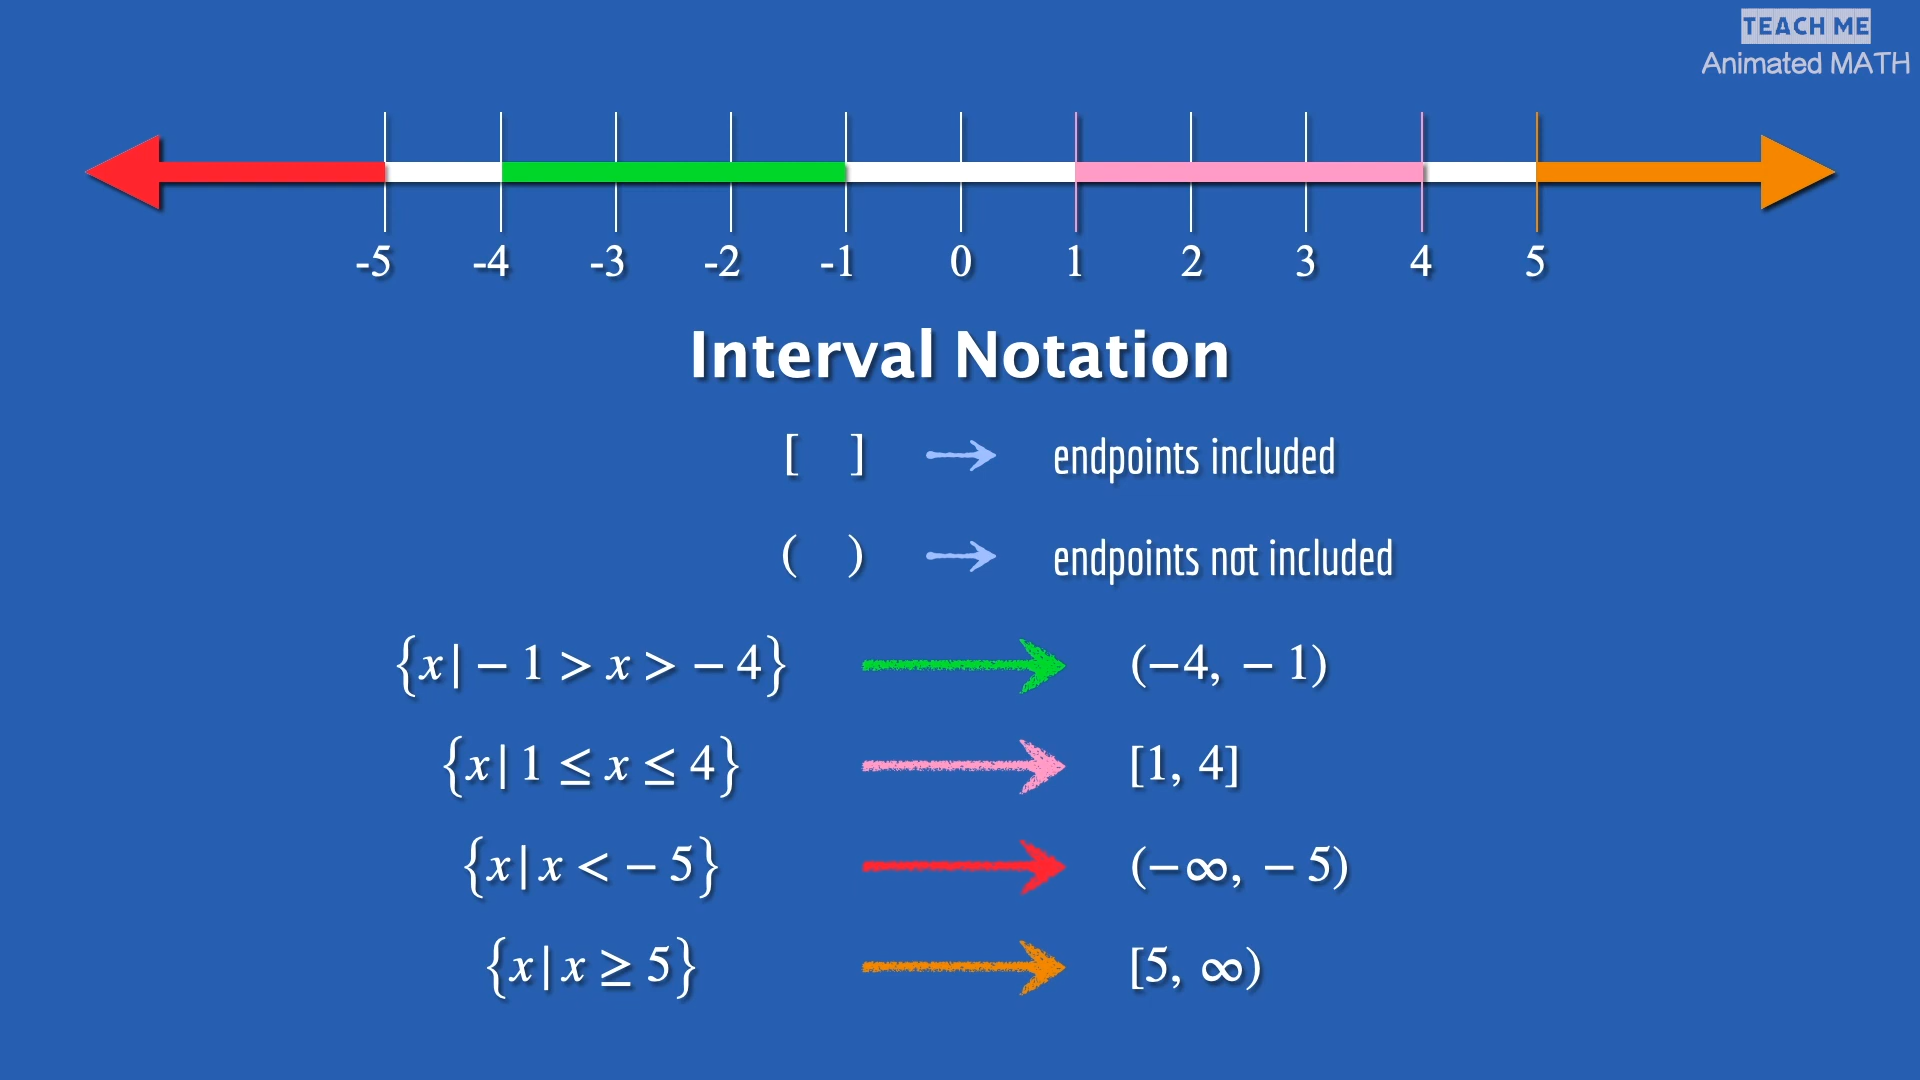 TEACH ME
Animated MATH
-5 -4 -3 -2 -1 0 1 2 3 4 5
Interval Notation
[ ] → endpoints included
( ) → endpoints not included
{x | − 1 > x > − 4} → (−4, − 1)
{x | 1 ≤ x ≤ 4} → [1, 4]
{x | x < − 5} → (−∞, − 5)
{x | x ≥ 5} → [5, ∞)